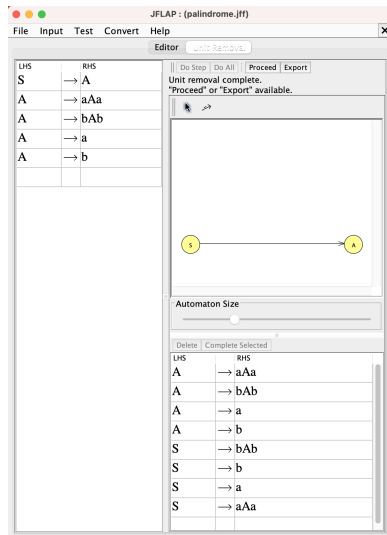 JFLAP : (palindrome.jff)
File Input Test Convert Help ×
Editor Unit Removal
LHS RHS
S → A
A → aAa
A → bAb
A → a
A → b
Do Step Do All Proceed Export
Unit removal complete.
"Proceed" or "Export" available.
S A
Automaton Size
Delete Complete Selected
LHS RHS
A → aAa
A → bAb
A → a
A → b
S → bAb
S → b
S → a
S → aAa